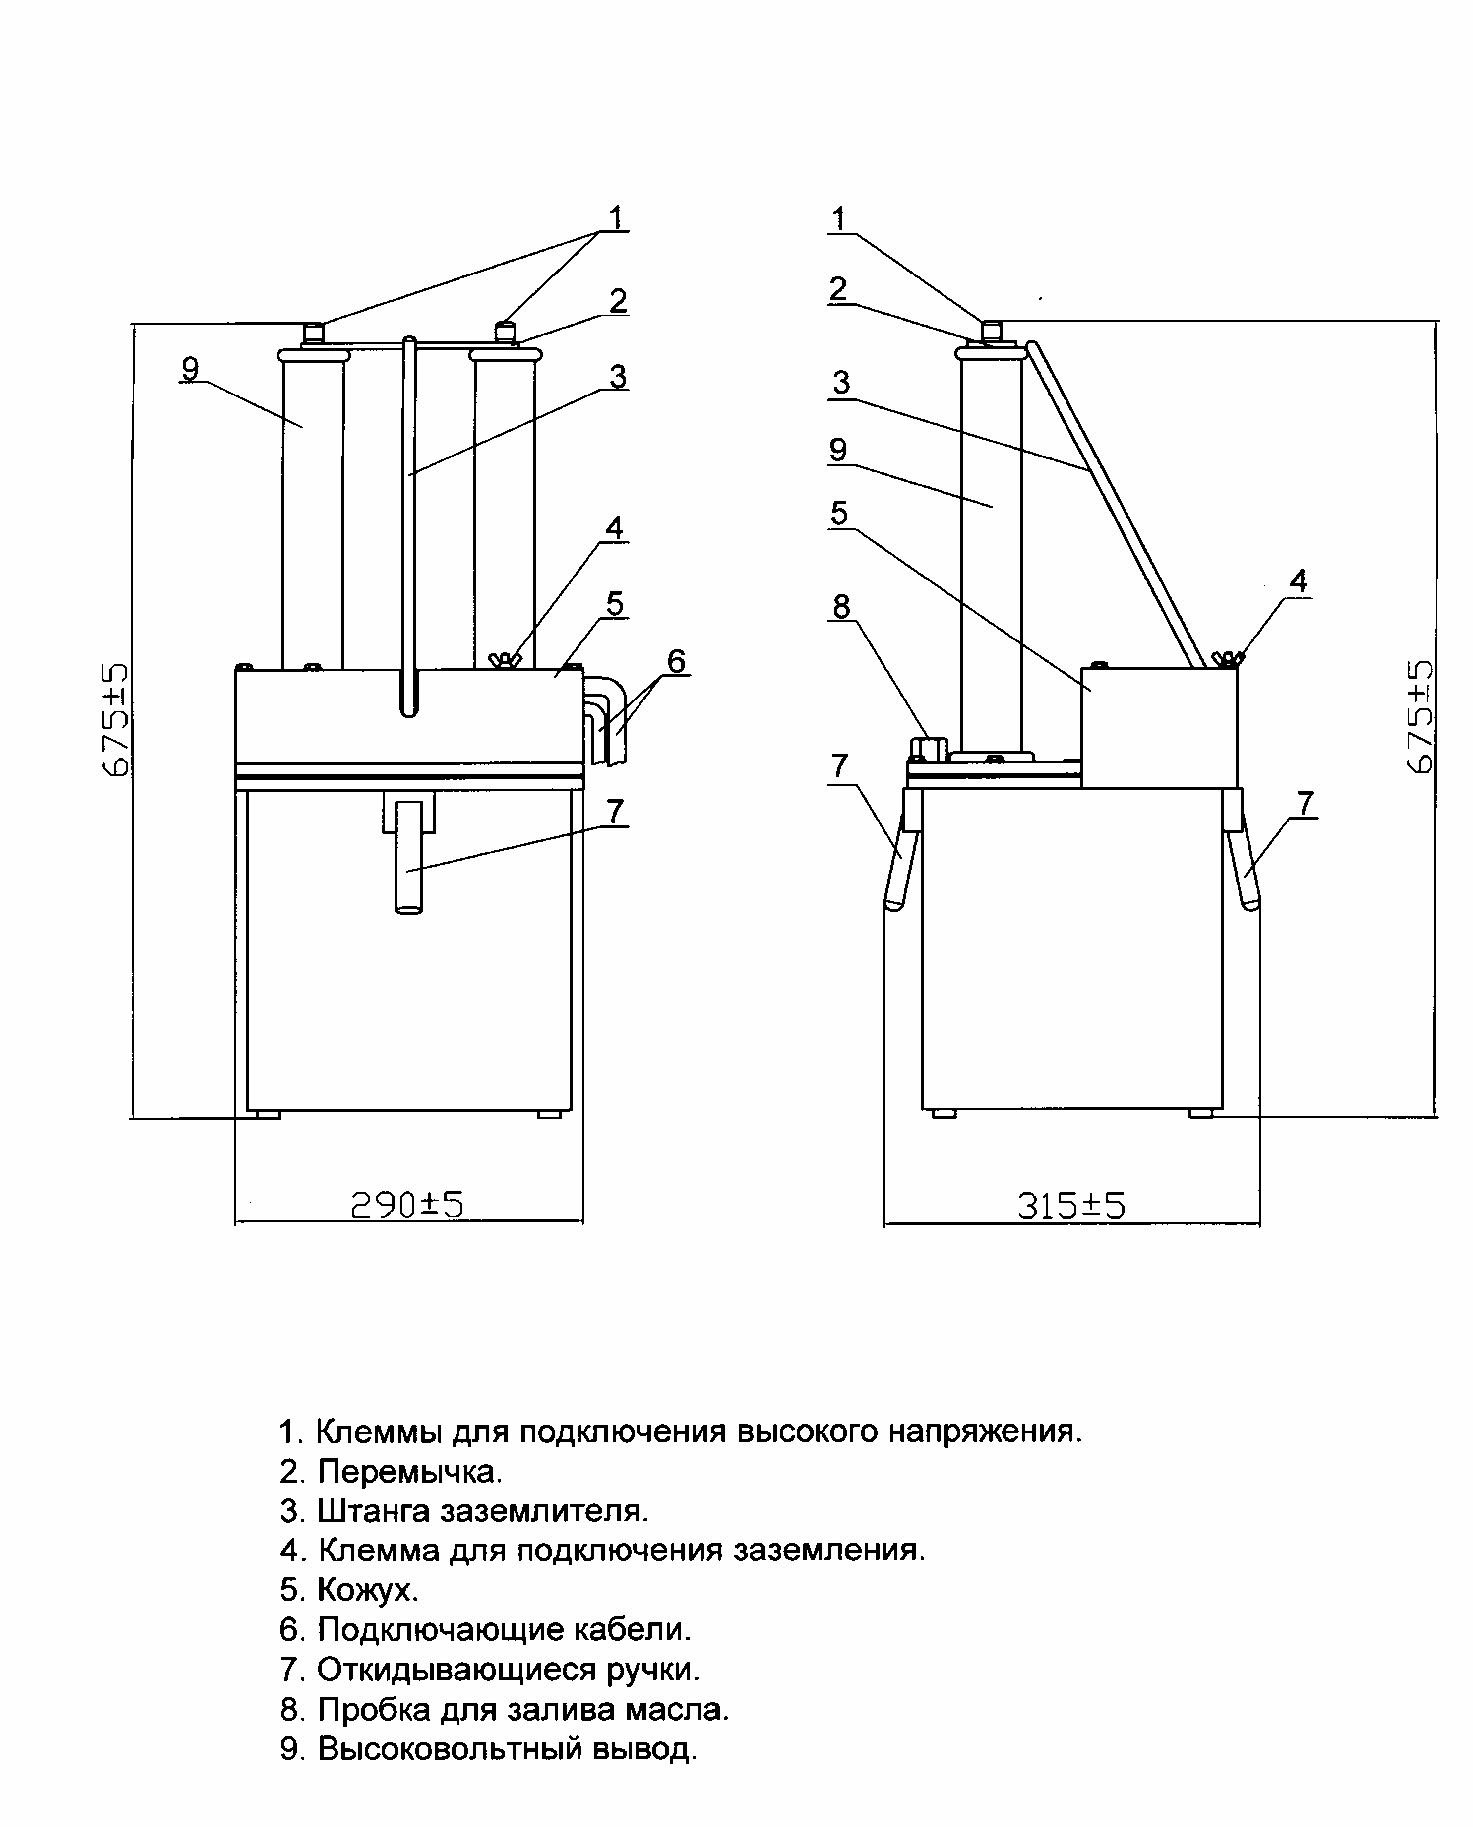 1
1
2
2
9
3
3
9
5
4
4
5
8
6
675±5
675±5
7
7
7
290±5
315±5
1. Клеммы для подключения высокого напряжения.
2. Перемычка.
3. Штанга заземлителя.
4. Клемма для подключения заземления.
5. Кожух.
6. Подключающие кабели.
7. Откидывающиеся ручки.
8. Пробка для залива масла.
9. Высоковольтный вывод.